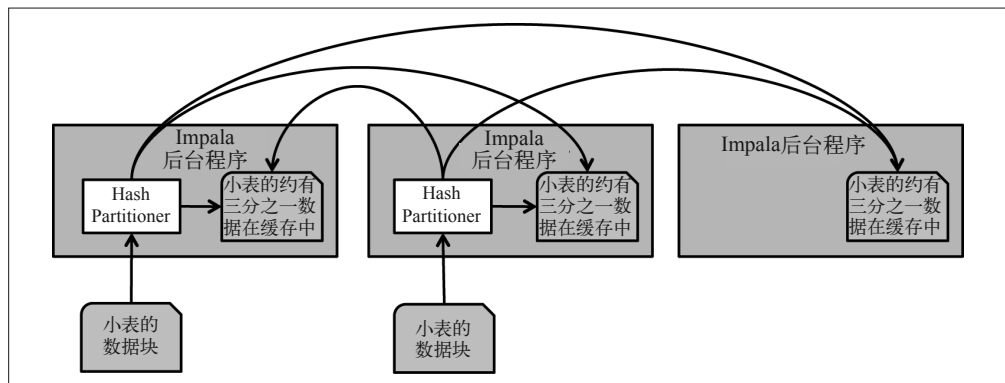 Impala
后台程序
Hash
Partitioner
小表的约有
三分之一数
据在缓存中
Impala
后台程序
Hash
Partitioner
小表的约有
三分之一数
据在缓存中
Impala后台程序
小表的约有
三分之一数
据在缓存中
小表的
数据块
小表的
数据块